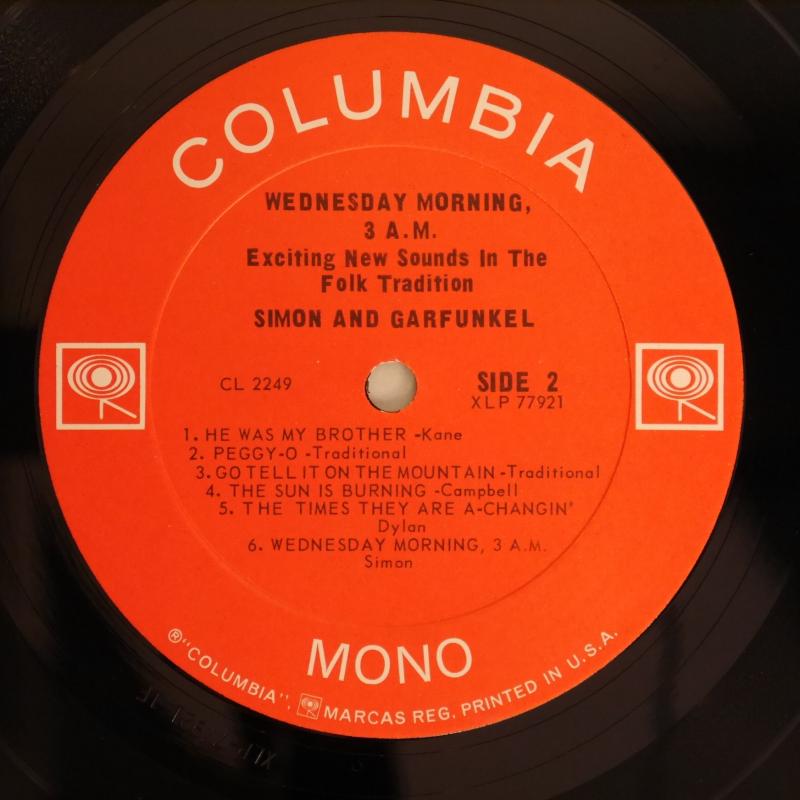 COLUMBIA
WEDNESDAY MORNING,
3 A.M.
Exciting New Sounds In The
Folk Tradition
SIMON AND GARFUNKEL
CL 2249
SIDE 2
XLP 77921
1. HE WAS MY BROTHER -Kane
2. PEGGY-O -Traditional
3. GO TELL IT ON THE MOUNTAIN -Traditional
4. THE SUN IS BURNING -Campbell
5. THE TIMES THEY ARE A-CHANGIN'
Dylan
6. WEDNESDAY MORNING, 3 A.M.
Simon
MONO
®"COLUMBIA", MARCAS REG. PRINTED IN U.S.A.